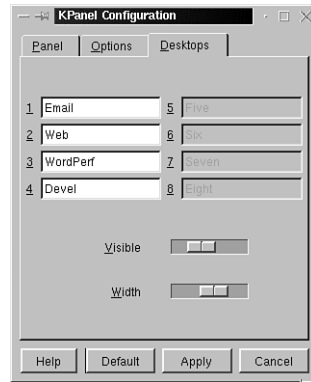 KPanel Configuration
Panel Options Desktops
1 Email 5 Five
2 Web 6 Six
3 WordPerf 7 Seven
4 Devel 8 Eight
Visible
Width
Help Default Apply Cancel